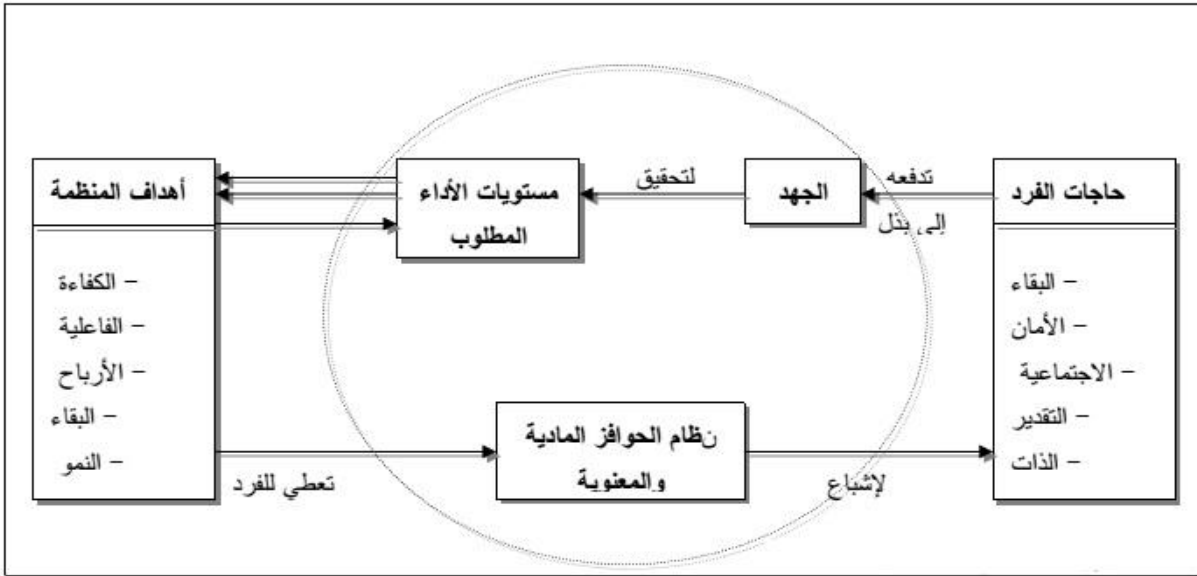 حاجات الفرد
– البقاء
– الأمان
– الاجتماعية
– التقدير
– الذات
تدفعه
إلى بذل
الجهد
لتحقيق
مستويات الأداء
المطلوب
أهداف المنظمة
– الكفاءة
– الفاعلية
– الأرباح
– البقاء
– النمو
تعطي للفرد
نظام الحوافز المادية
والمعنوية
لإشباع